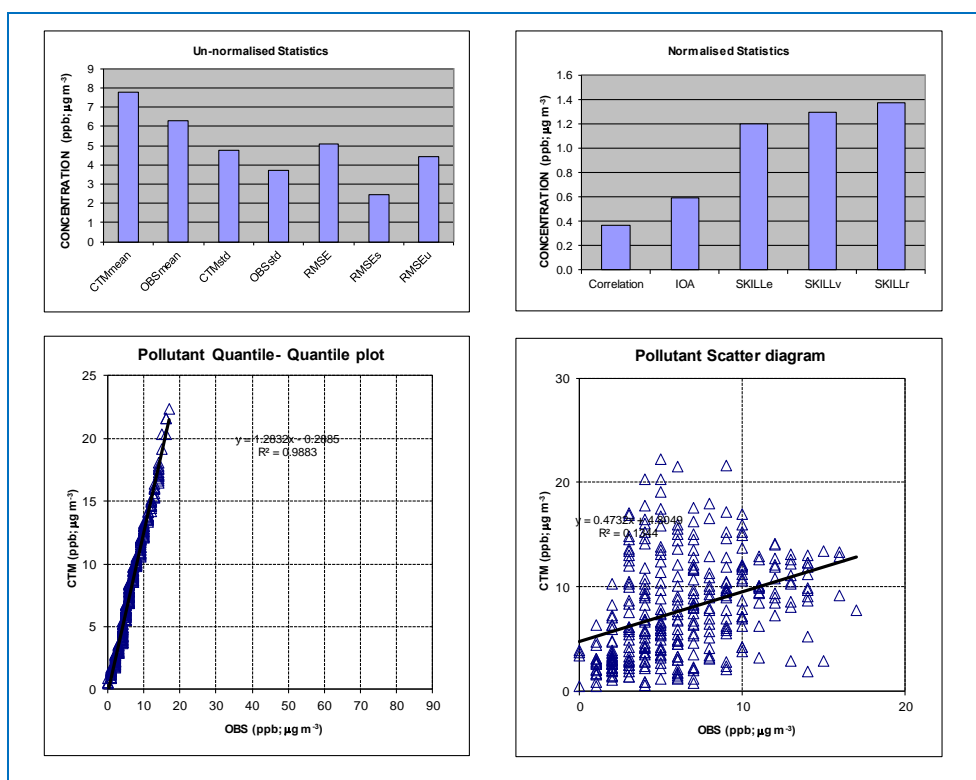 Un-normalised Statistics
CONCENTRATION (ppb; µg m-3)
9
8
7
6
5
4
3
2
1
0
CTMmean
OBSmean
CTMstd
OBSstd
RMSE
RMSEs
RMSEu
Normalised Statistics
CONCENTRATION (ppb; µg m-3)
1.6
1.4
1.2
1.0
0.8
0.6
0.4
0.2
0.0
Correlation IOA SKILLe SKILLv SKILLr
Pollutant Quantile- Quantile plot
CTM (ppb; µg m-3)
25
20
15
10
5
0
y = 1.2832x - 0.2885
R² = 0.9883
0 10 20 30 40 50 60 70 80 90
OBS (ppb; µg m-3)
Pollutant Scatter diagram
CTM (ppb; µg m-3)
30
20
10
0
y = 0.4732x +
R² =
0 10 20
OBS (ppb; µg m-3)